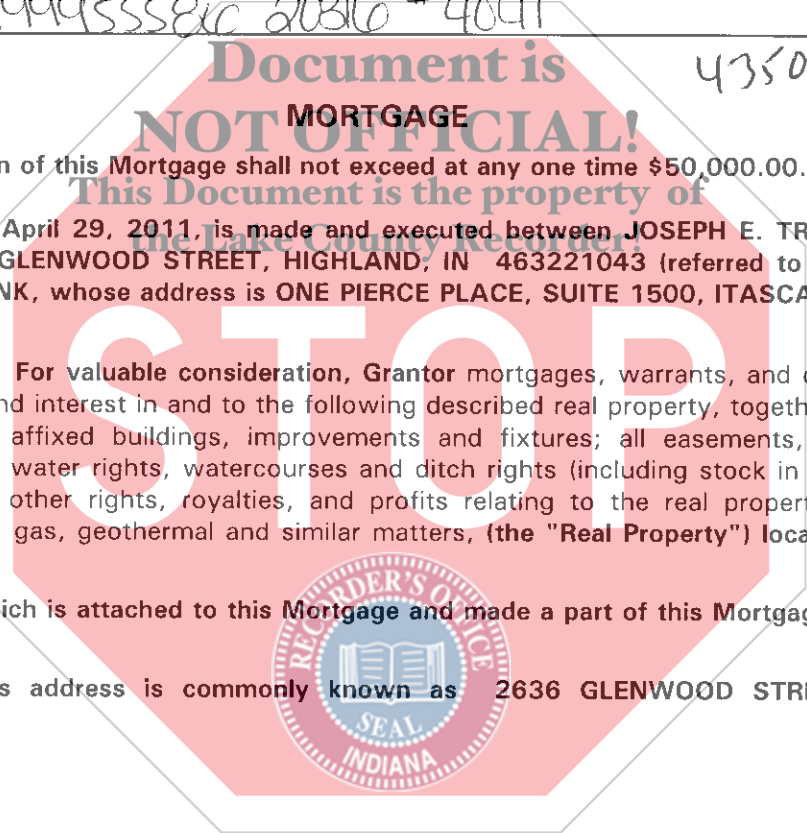 20316 - 4041
4350
Document is
NOT OFFICIAL!
This Document is the property of
the Lake County Recorder!
MORTGAGE
n of this Mortgage shall not exceed at any one time $50,000.00.
April 29, 2011, is made and executed between JOSEPH E. TR
GLENWOOD STREET, HIGHLAND, IN 463221043 (referred to
NK, whose address is ONE PIERCE PLACE, SUITE 1500, ITASCA
STOP
For valuable consideration, Grantor mortgages, warrants, and
nd interest in and to the following described real property, togeth
affixed buildings, improvements and fixtures; all easements,
water rights, watercourses and ditch rights (including stock in
other rights, royalties, and profits relating to the real propert
gas, geothermal and similar matters, (the "Real Property") loca
ich is attached to this Mortgage and made a part of this Mortgag
s address is commonly known as 2636 GLENWOOD STRE
RECORDER'S OFFICE
SEAL
INDIANA